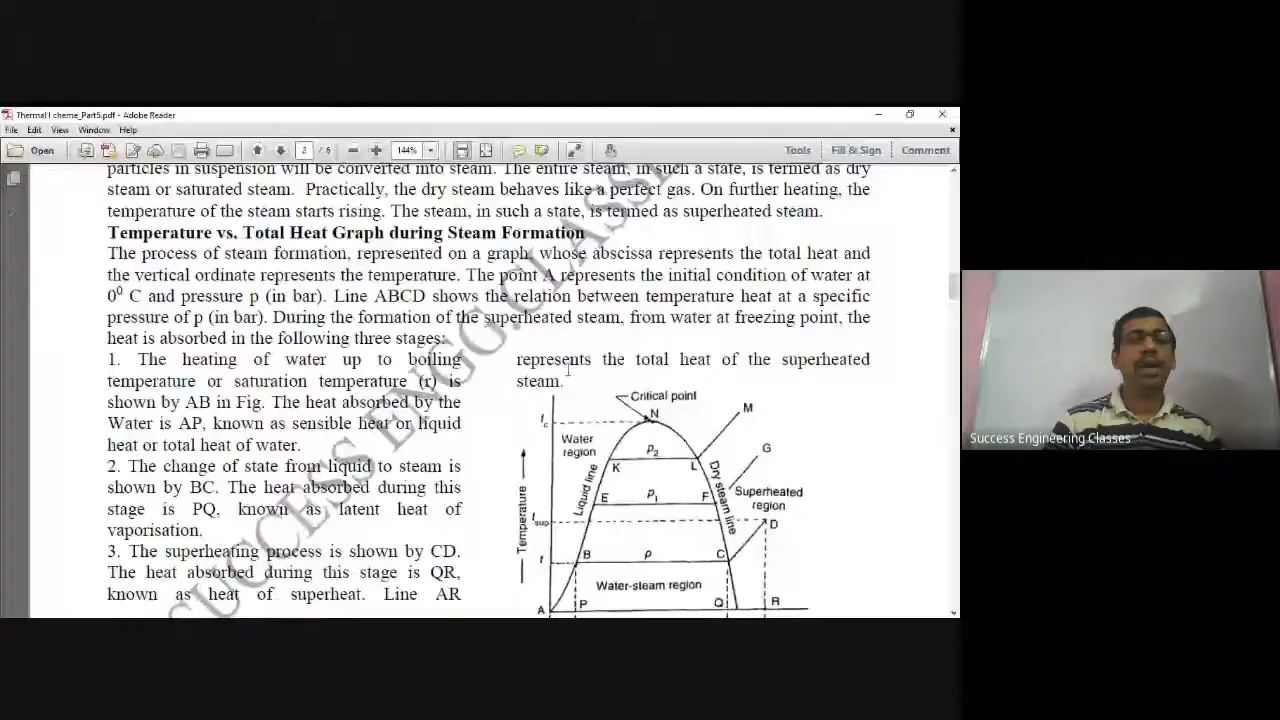 Thermal I cheme_Part5.pdf - Adobe Reader
File Edit View Window Help
Open 2 / 6 144% Tools Fill & Sign Comment
particles in suspension will be converted into steam. The entire steam, in such a state, is termed as dry
steam or saturated steam. Practically, the dry steam behaves like a perfect gas. On further heating, the
temperature of the steam starts rising. The steam, in such a state, is termed as superheated steam.
Temperature vs. Total Heat Graph during Steam Formation
The process of steam formation, represented on a graph, whose abscissa represents the total heat and
the vertical ordinate represents the temperature. The point A represents the initial condition of water at
0⁰ C and pressure p (in bar). Line ABCD shows the relation between temperature heat at a specific
pressure of p (in bar). During the formation of the superheated steam, from water at freezing point, the
heat is absorbed in the following three stages:
1. The heating of water up to boiling
temperature or saturation temperature (r) is
shown by AB in Fig. The heat absorbed by the
Water is AP, known as sensible heat or liquid
heat or total heat of water.
2. The change of state from liquid to steam is
shown by BC. The heat absorbed during this
stage is PQ, known as latent heat of
vaporisation.
3. The superheating process is shown by CD.
The heat absorbed during this stage is QR,
known as heat of superheat. Line AR
represents the total heat of the superheated
steam.
Critical point
N
M
tc
Water
region
P2
K
L
G
Liquid line
Dry steam line
E
P1
F
Superheated
region
Temperature
tsup
D
t
B
p
C
Water-steam region
A
P
Q
R
SUCCESS ENGG.CLASSE
Success Engineering Classes